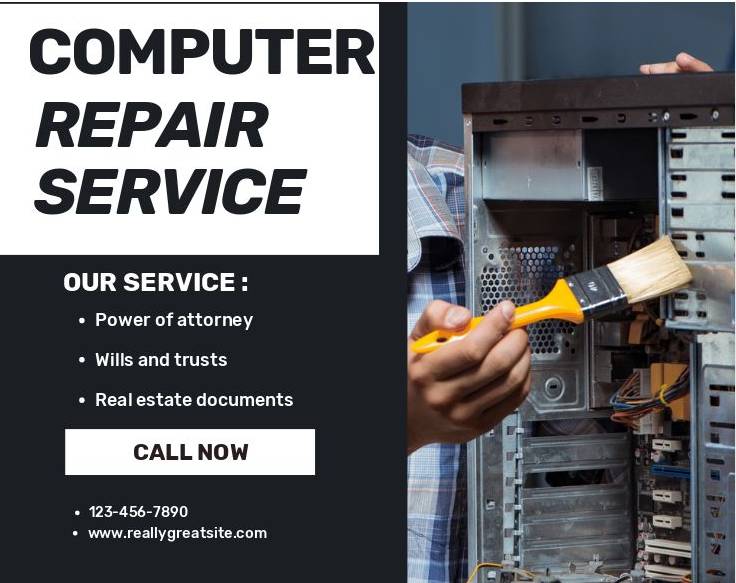 COMPUTER
REPAIR
SERVICE
OUR SERVICE :
• Power of attorney
• Wills and trusts
• Real estate documents
CALL NOW
• 123-456-7890
• www.reallygreatsite.com